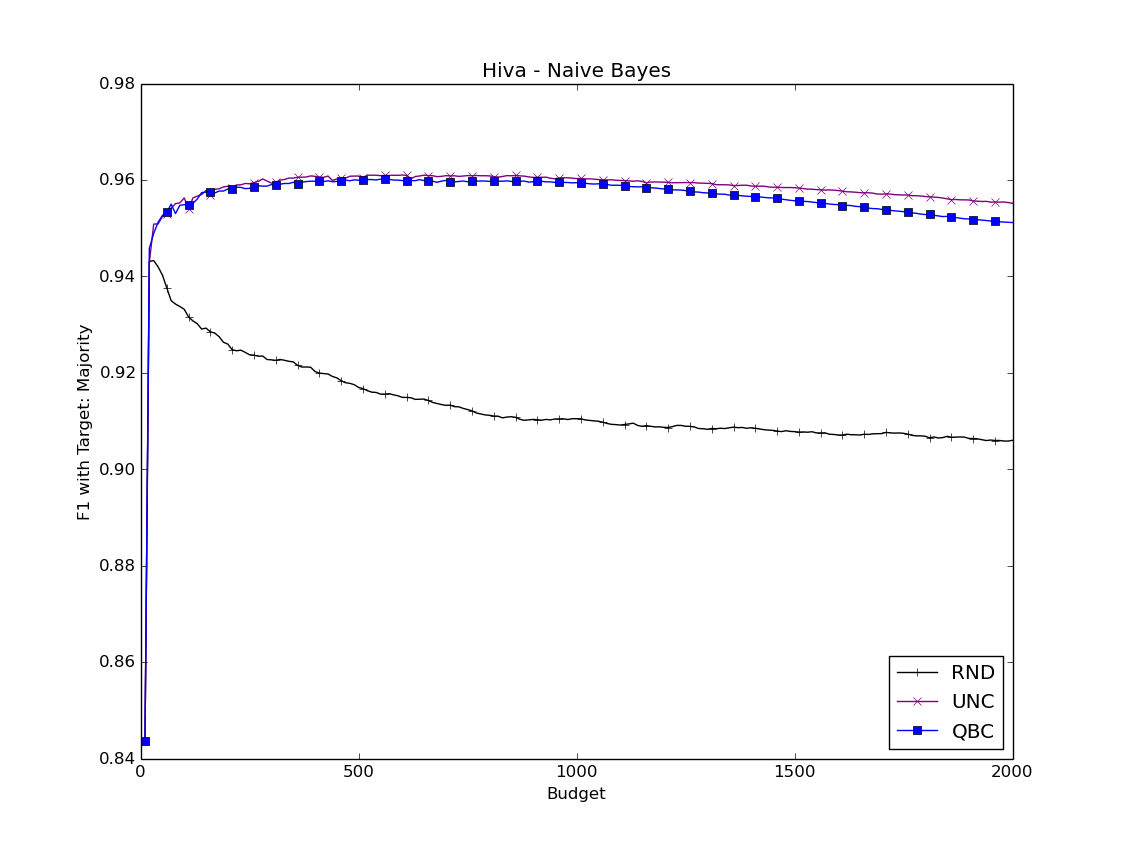 Hiva - Naive Bayes
0.98
0.96
0.94
0.92
0.90
0.88
0.86
0.84
F1 with Target: Majority
RND
UNC
QBC
0 500 1000 1500 2000
Budget